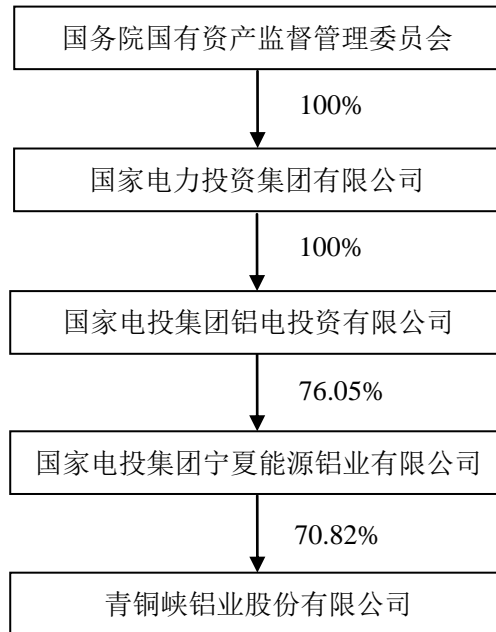 国务院国有资产监督管理委员会
100%
国家电力投资集团有限公司
100%
国家电投集团铝电投资有限公司
76.05%
国家电投集团宁夏能源铝业有限公司
70.82%
青铜峡铝业股份有限公司